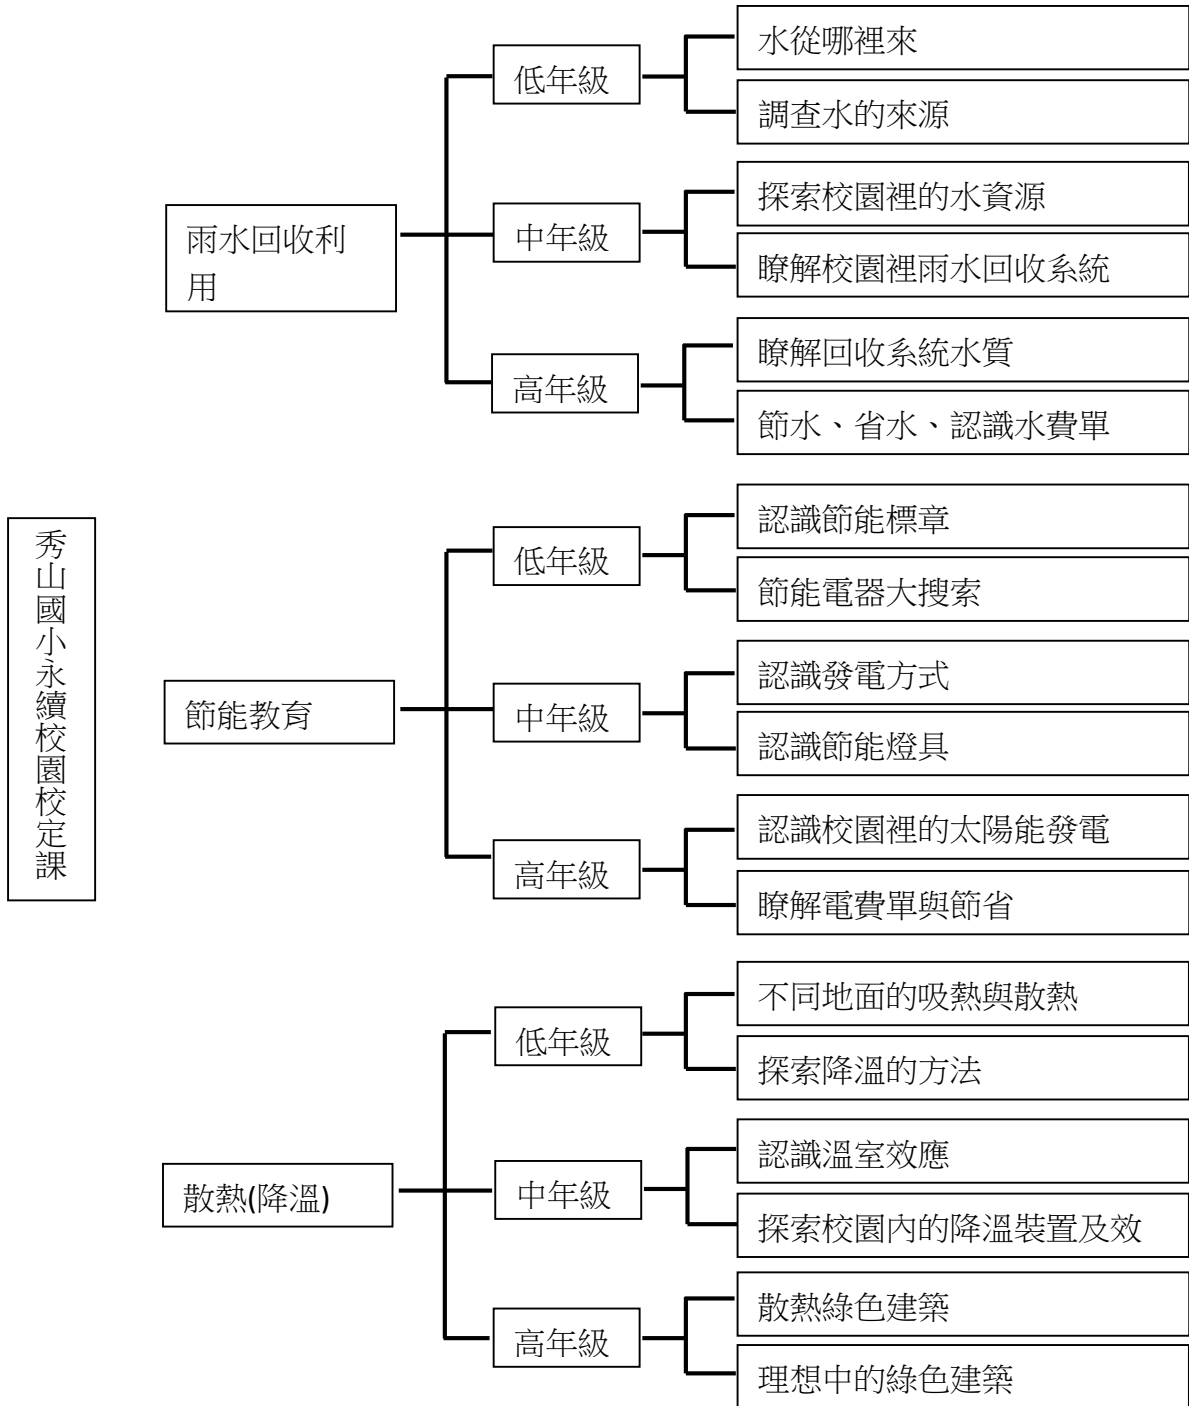 秀山國小永續校園校定課
雨水回收利
用
低年級
水從哪裡來
調查水的來源
中年級
探索校園裡的水資源
瞭解校園裡雨水回收系統
高年級
瞭解回收系統水質
節水、省水、認識水費單
節能教育
低年級
認識節能標章
節能電器大搜索
中年級
認識發電方式
認識節能燈具
高年級
認識校園裡的太陽能發電
瞭解電費單與節省
散熱(降溫)
低年級
不同地面的吸熱與散熱
探索降溫的方法
中年級
認識溫室效應
探索校園內的降溫裝置及效
高年級
散熱綠色建築
理想中的綠色建築